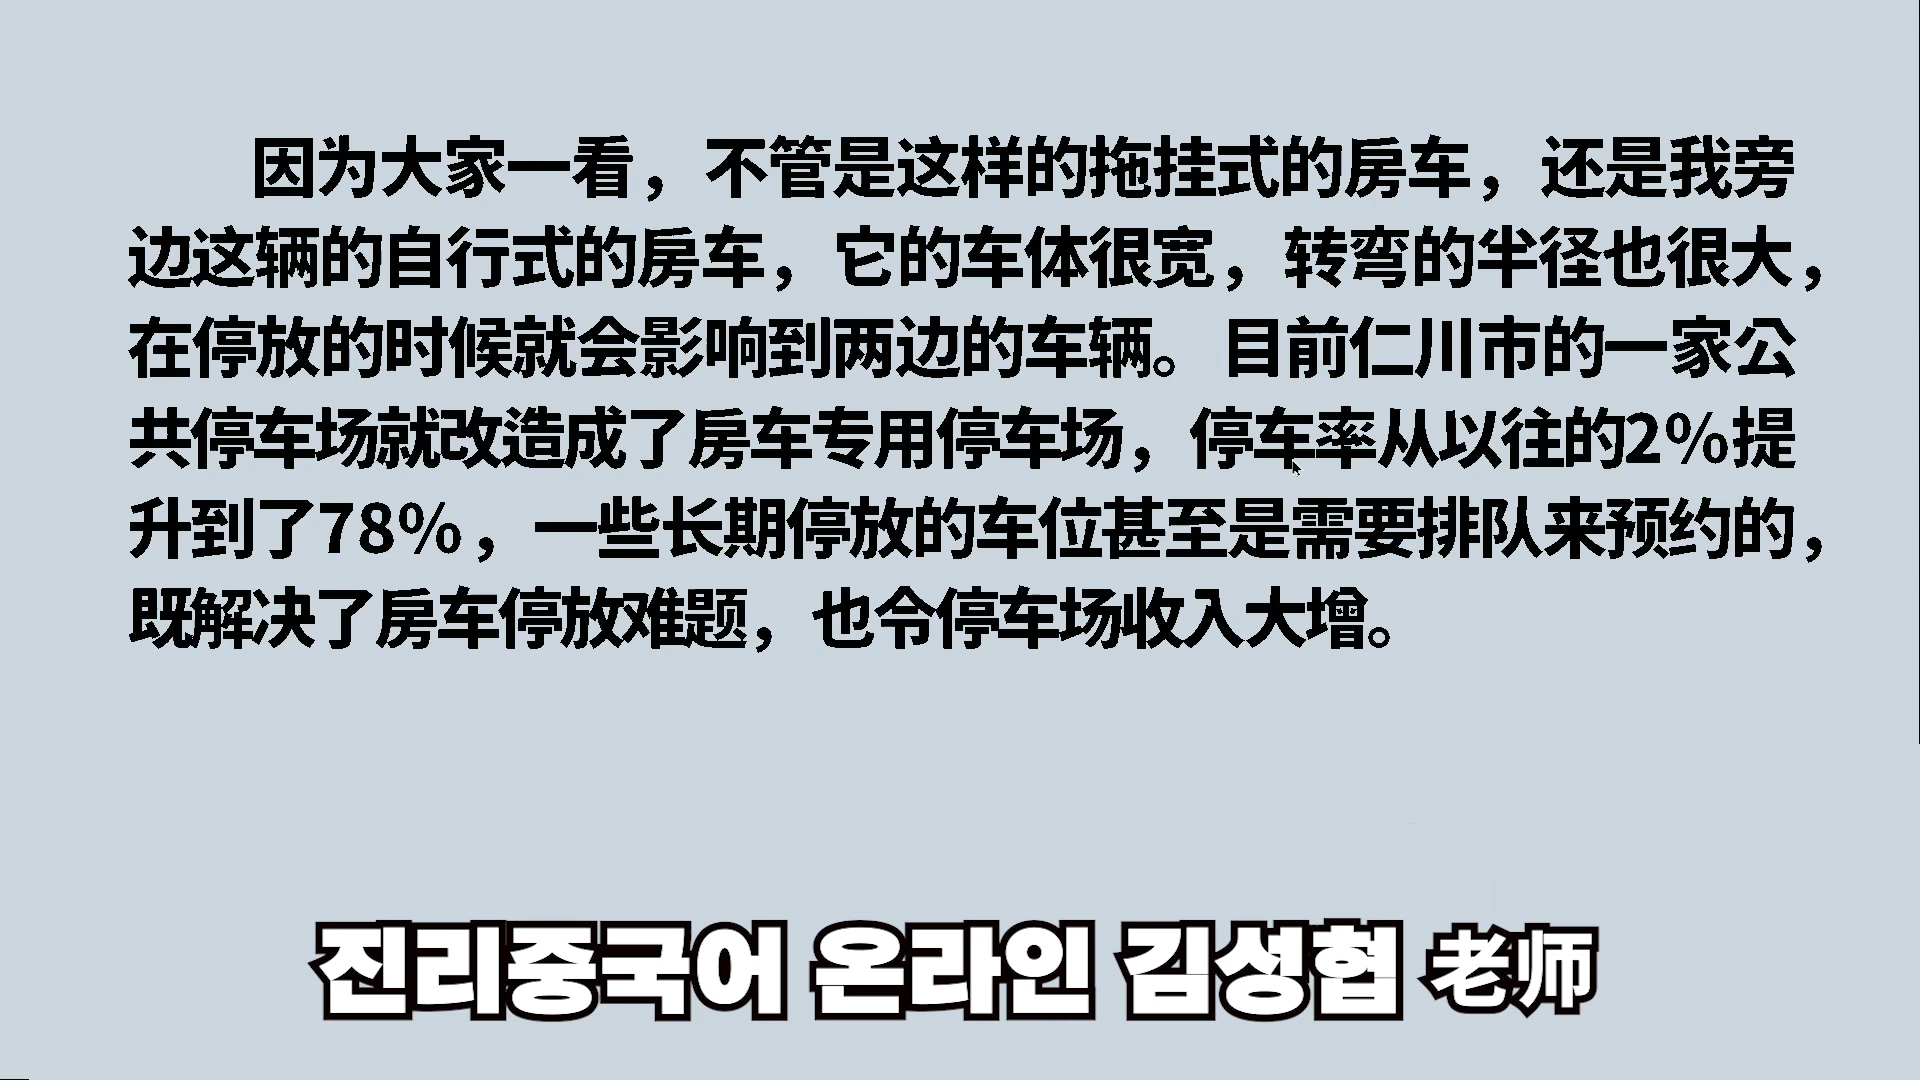 因为大家一看，不管是这样的拖挂式的房车，还是我旁
边这辆的自行式的房车，它的车体很宽，转弯的半径也很大，
在停放的时候就会影响到两边的车辆。目前仁川市的一家公
共停车场就改造成了房车专用停车场，停车率从以往的2%提
升到了78%，一些长期停放的车位甚至是需要排队来预约的，
既解决了房车停放难题，也令停车场收入大增。
진리중국어 온라인 김성협 老师